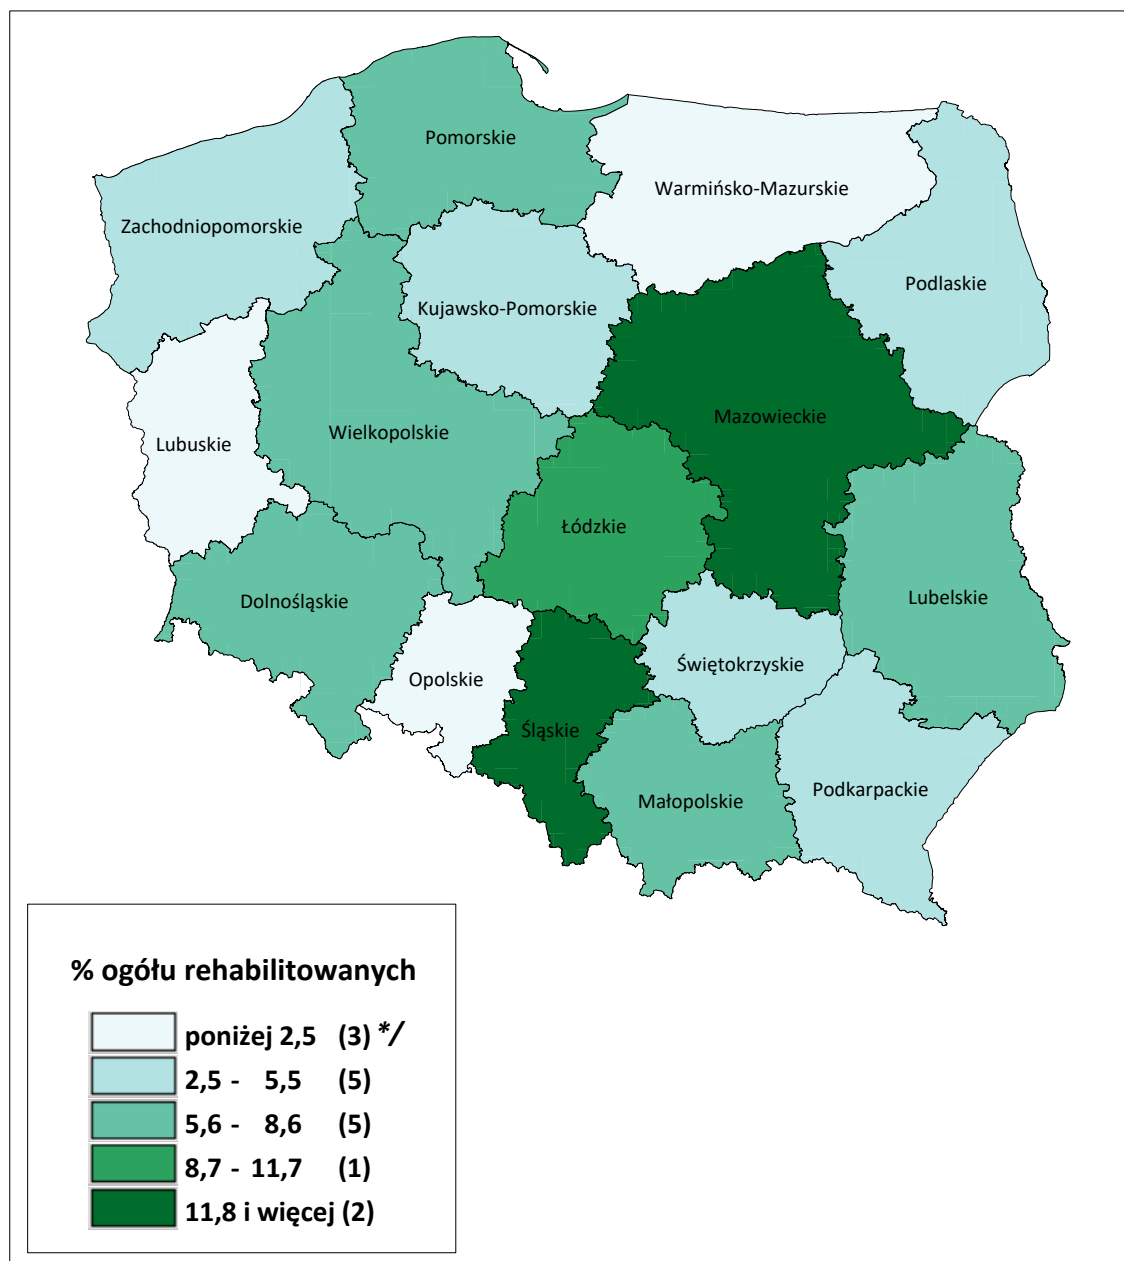 Pomorskie
Warmińsko-Mazurskie
Zachodniopomorskie
Podlaskie
Kujawsko-Pomorskie
Mazowieckie
Wielkopolskie
Lubuskie
Łódzkie
Lubelskie
Dolnośląskie
Świętokrzyskie
Opolskie
Śląskie
Podkarpackie
Małopolskie
% ogółu rehabilitowanych
poniżej 2,5 (3) */
2,5 - 5,5 (5)
5,6 - 8,6 (5)
8,7 - 11,7 (1)
11,8 i więcej (2)